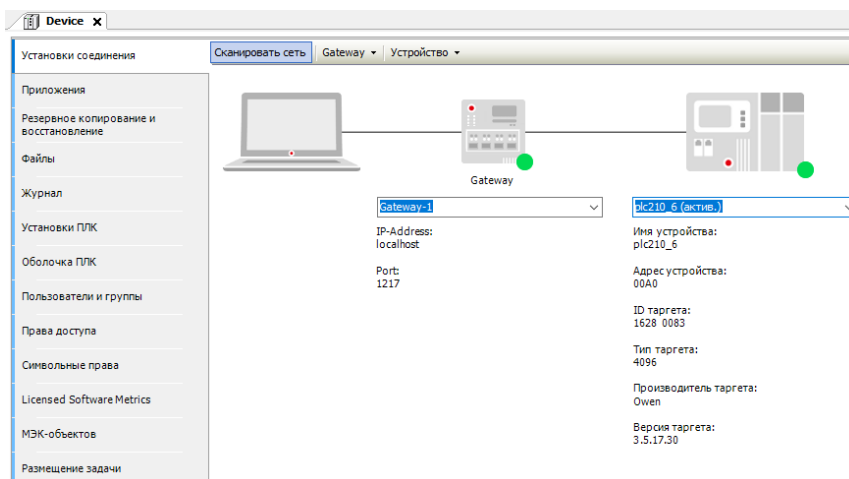 Device
Сканировать сеть Gateway Устройство
Установки соединения
Приложения
Резервное копирование и
восстановление
Файлы
Журнал
Установки ПЛК
Оболочка ПЛК
Пользователи и группы
Права доступа
Символьные права
Licensed Software Metrics
МЭК-объектов
Размещение задачи
Gateway
Gateway-1
IP-Address:
localhost
Port:
1217
plc210_6 (актив.)
Имя устройства:
plc210_6
Адрес устройства:
00A0
ID таргета:
1628 0083
Тип таргета:
4096
Производитель таргета:
Owen
Версия таргета:
3.5.17.30